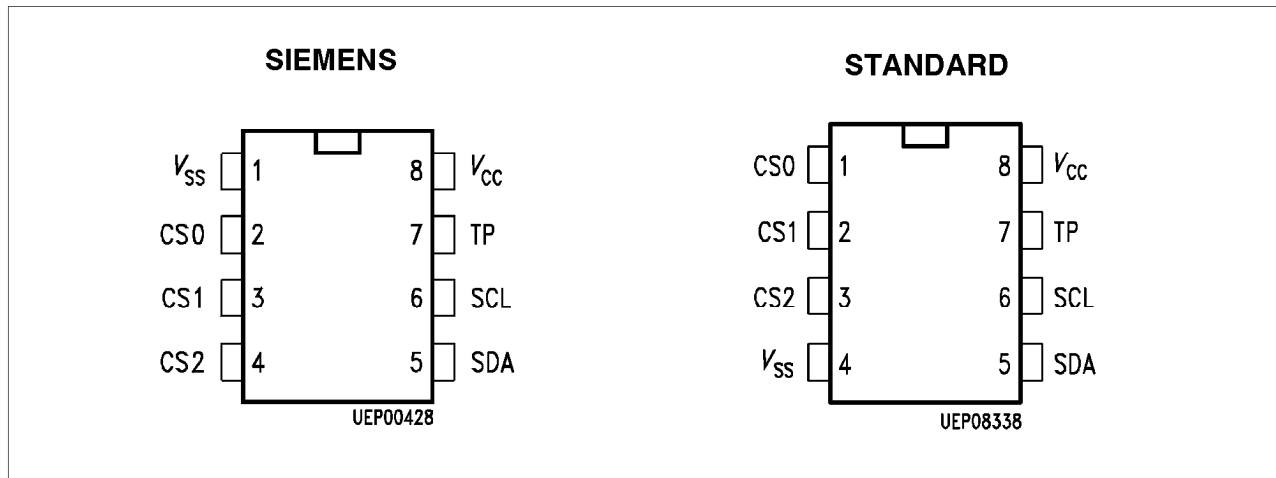 SIEMENS
VSS 1 8 VCC
CS0 2 7 TP
CS1 3 6 SCL
CS2 4 5 SDA
UEP00428
STANDARD
CS0 1 8 VCC
CS1 2 7 TP
CS2 3 6 SCL
VSS 4 5 SDA
UEP08338